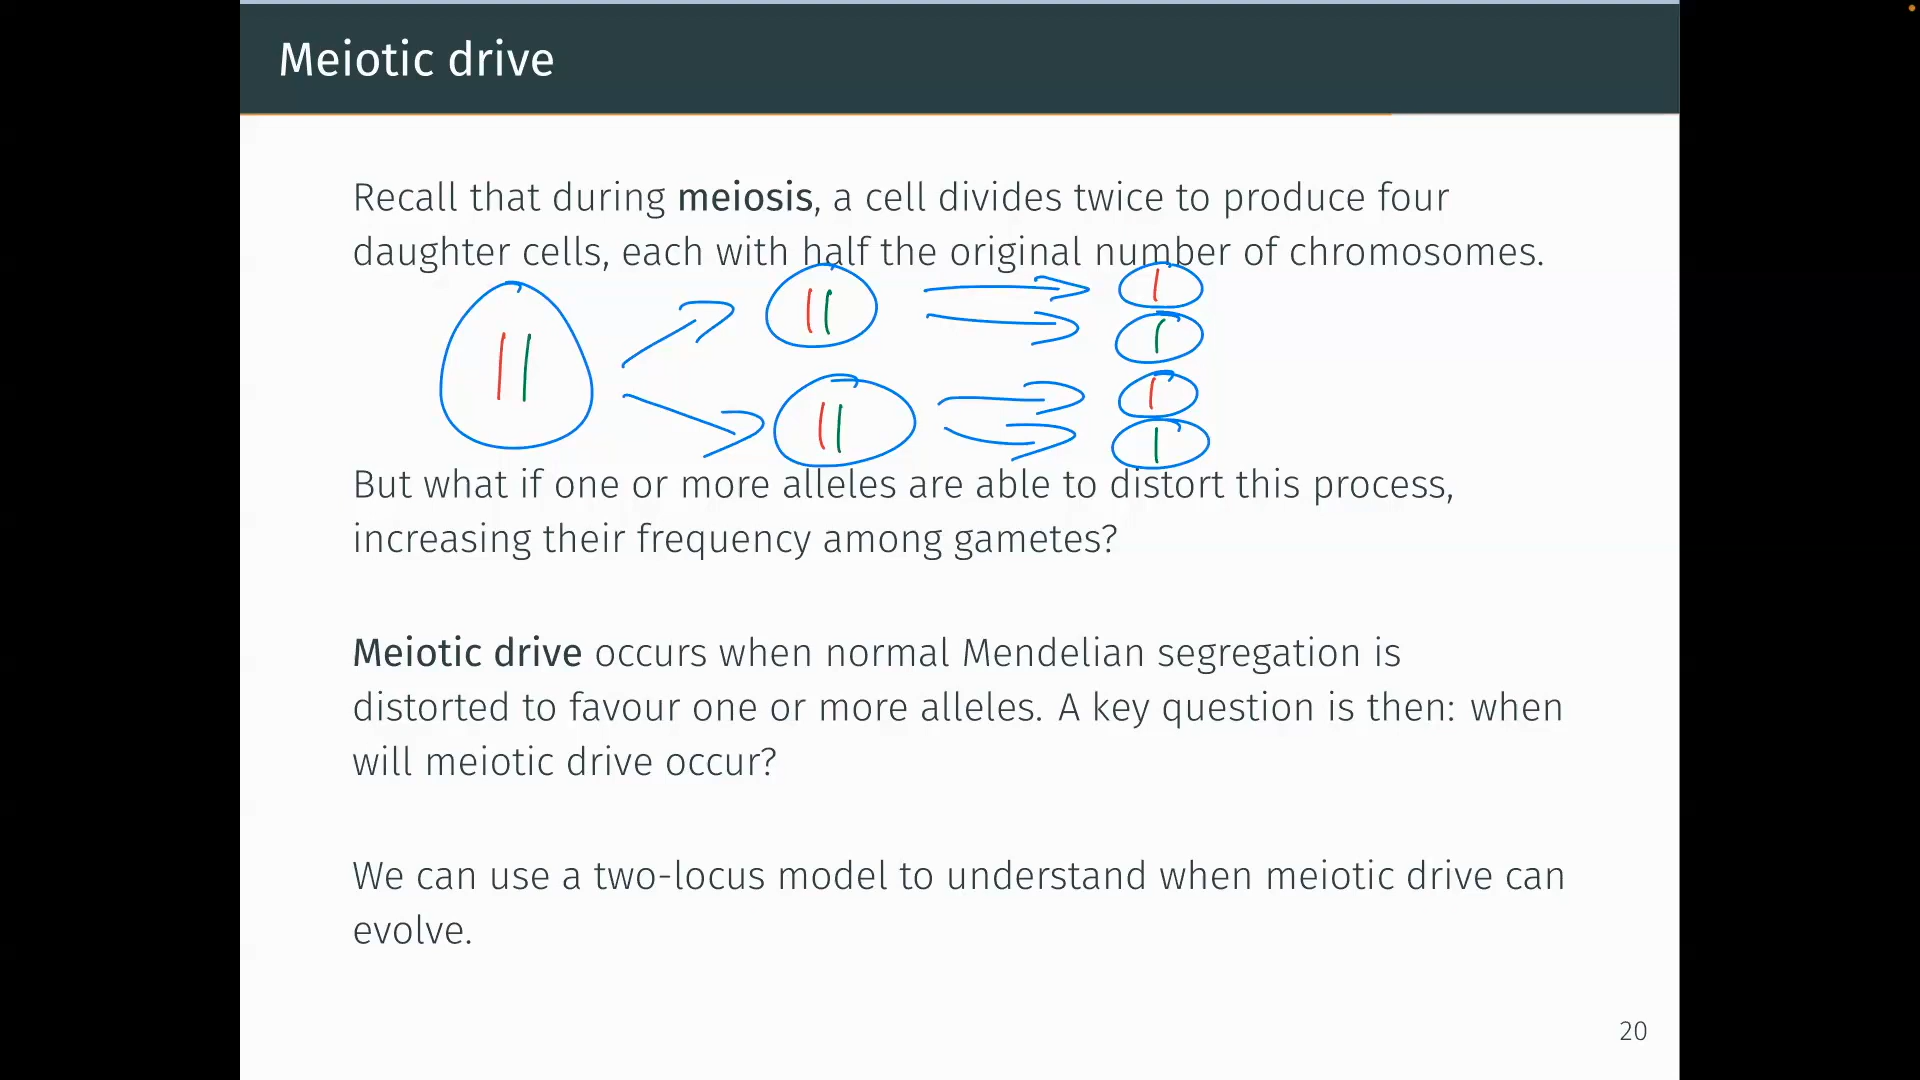 Meiotic drive
Recall that during meiosis, a cell divides twice to produce four
daughter cells, each with half the original number of chromosomes.
But what if one or more alleles are able to distort this process,
increasing their frequency among gametes?
Meiotic drive occurs when normal Mendelian segregation is
distorted to favour one or more alleles. A key question is then: when
will meiotic drive occur?
We can use a two-locus model to understand when meiotic drive can
evolve.
20